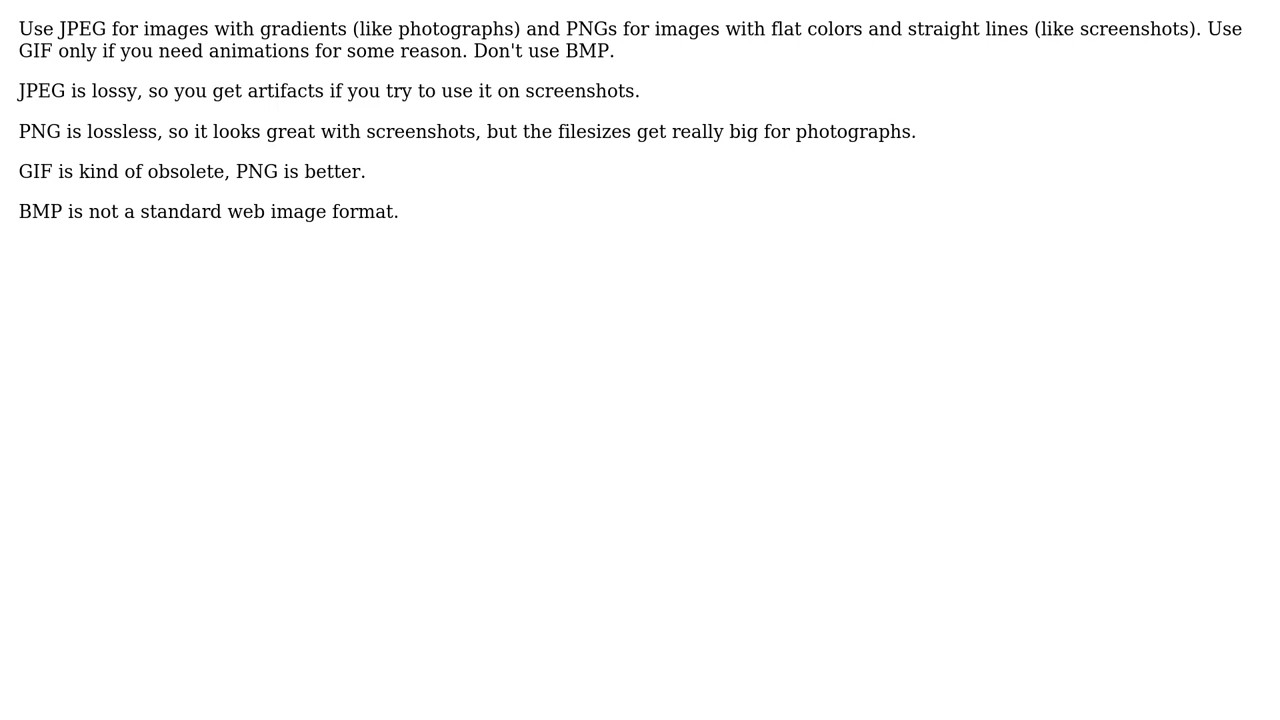 Use JPEG for images with gradients (like photographs) and PNGs for images with flat colors and straight lines (like screenshots). Use
GIF only if you need animations for some reason. Don't use BMP.
JPEG is lossy, so you get artifacts if you try to use it on screenshots.
PNG is lossless, so it looks great with screenshots, but the filesizes get really big for photographs.
GIF is kind of obsolete, PNG is better.
BMP is not a standard web image format.